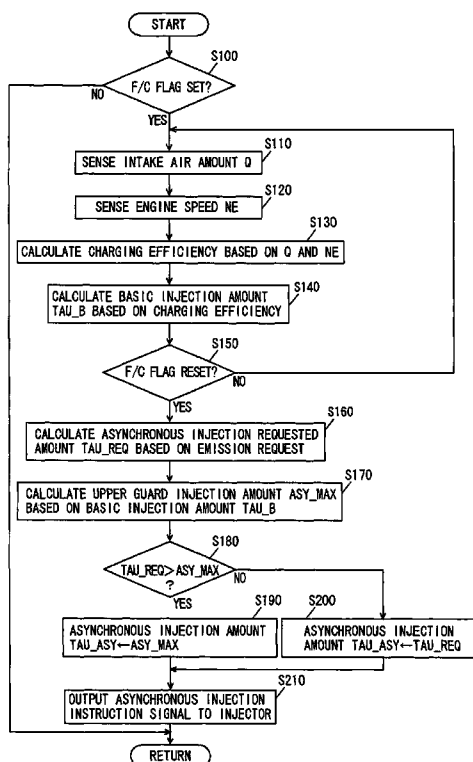 START
S100
F/C FLAG SET?
NO
YES
S110
SENSE INTAKE AIR AMOUNT Q
S120
SENSE ENGINE SPEED NE
S130
CALCULATE CHARGING EFFICIENCY BASED ON Q AND NE
S140
CALCULATE BASIC INJECTION AMOUNT
TAU_B BASED ON CHARGING EFFICIENCY
S150
F/C FLAG RESET?
NO
YES
S160
CALCULATE ASYNCHRONOUS INJECTION REQUESTED
AMOUNT TAU_REQ BASED ON EMISSION REQUEST
S170
CALCULATE UPPER GUARD INJECTION AMOUNT ASY_MAX
BASED ON BASIC INJECTION AMOUNT TAU_B
S180
TAU_REQ>ASY_MAX
?
NO
YES
S190
ASYNCHRONOUS INJECTION AMOUNT
TAU_ASY←ASY_MAX
S200
ASYNCHRONOUS INJECTION
AMOUNT TAU_ASY←TAU_REQ
S210
OUTPUT ASYNCHRONOUS INJECTION
INSTRUCTION SIGNAL TO INJECTOR
RETURN